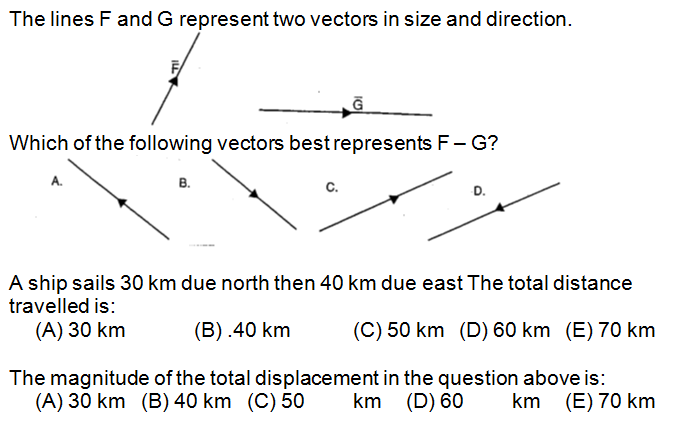 The lines F and G represent two vectors in size and direction.
F̅
G̅
Which of the following vectors best represents F – G?
A. B. C. D.
A ship sails 30 km due north then 40 km due east The total distance
travelled is:
(A) 30 km (B) .40 km (C) 50 km (D) 60 km (E) 70 km
The magnitude of the total displacement in the question above is:
(A) 30 km (B) 40 km (C) 50 km (D) 60 km (E) 70 km